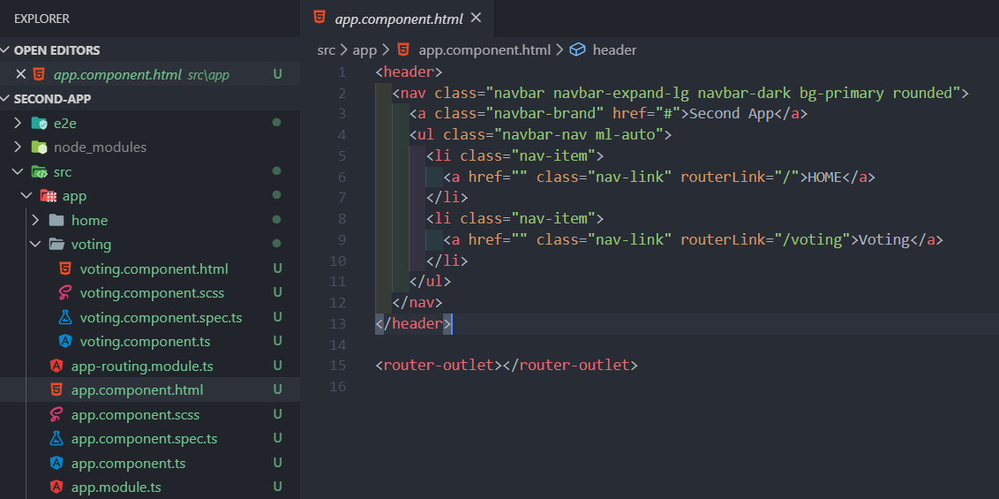 EXPLORER
OPEN EDITORS
app.component.html src\app U
SECOND-APP
e2e
node_modules
src
app
home
voting
voting.component.html U
voting.component.scss U
voting.component.spec.ts U
voting.component.ts U
app-routing.module.ts U
app.component.html U
app.component.scss U
app.component.spec.ts U
app.component.ts U
app.module.ts U
app.component.html
src > app > app.component.html > header
1 <header>
2 <nav class="navbar navbar-expand-lg navbar-dark bg-primary rounded">
3 <a class="navbar-brand" href="#">Second App</a>
4 <ul class="navbar-nav ml-auto">
5 <li class="nav-item">
6 <a href="" class="nav-link" routerLink="/">HOME</a>
7 </li>
8 <li class="nav-item">
9 <a href="" class="nav-link" routerLink="/voting">Voting</a>
10 </li>
11 </ul>
12 </nav>
13 </header>
14
15 <router-outlet></router-outlet>
16